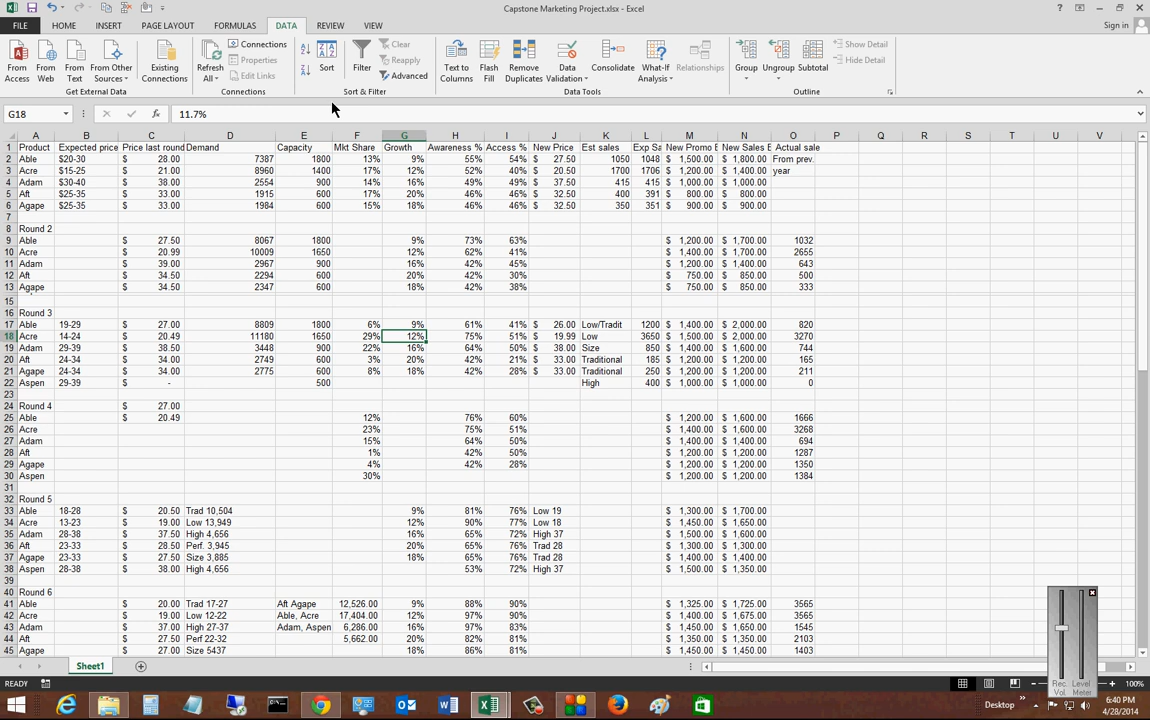 Capstone Marketing Project.xlsx - Excel
FILE HOME INSERT PAGE LAYOUT FORMULAS DATA REVIEW VIEW Sign in
From Access From Web From Text From Other Sources Existing Connections Refresh All Connections Properties Edit Links Sort Filter Clear Reapply Advanced Text to Columns Flash Fill Remove Duplicates Data Validation Consolidate What-If Analysis Relationships Group Ungroup Subtotal Show Detail Hide Detail
Get External Data Connections Sort & Filter Data Tools Outline
G18 11.7%
A B C D E F G H I J K L M N O P Q R S T U V
1 Product Expected price Price last round Demand Capacity Mkt Share Growth Awareness % Access % New Price Est sales Exp Sa New Promo B New Sales B Actual sale
2 Able $20-30 $ 28.00 7387 1800 13% 9% 55% 54% $ 27.50 1050 1048 $ 1,500.00 $ 1,800.00 From prev.
3 Acre $15-25 $ 21.00 8960 1400 17% 12% 52% 40% $ 20.50 1700 1706 $ 1,200.00 $ 1,400.00 year
4 Adam $30-40 $ 38.00 2554 900 14% 16% 49% 49% $ 37.50 415 415 $ 1,000.00 $ 1,000.00
5 Aft $25-35 $ 33.00 1915 600 17% 20% 46% 46% $ 32.50 400 391 $ 800.00 $ 800.00
6 Agape $25-35 $ 33.00 1984 600 15% 18% 46% 46% $ 32.50 350 351 $ 900.00 $ 900.00
7
8 Round 2
9 Able $ 27.50 8067 1800 9% 73% 63% $ 1,200.00 $ 1,700.00 1032
10 Acre $ 20.99 10009 1650 12% 62% 41% $ 1,400.00 $ 1,700.00 2655
11 Adam $ 39.00 2967 900 16% 42% 45% $ 1,200.00 $ 1,400.00 643
12 Aft $ 34.50 2294 600 20% 42% 30% $ 750.00 $ 850.00 500
13 Agape $ 34.50 2347 600 18% 42% 38% $ 750.00 $ 850.00 333
15
16 Round 3
17 Able 19-29 $ 27.00 8809 1800 6% 9% 61% 41% $ 26.00 Low/Tradit 1200 $ 1,400.00 $ 2,000.00 820
18 Acre 14-24 $ 20.49 11180 1650 29% 12% 75% 51% $ 19.99 Low 3650 $ 1,500.00 $ 2,000.00 3270
19 Adam 29-39 $ 38.50 3448 900 22% 16% 64% 50% $ 38.00 Size 850 $ 1,400.00 $ 1,600.00 744
20 Aft 24-34 $ 34.00 2749 600 3% 20% 42% 21% $ 33.00 Traditional 185 $ 1,200.00 $ 1,200.00 165
21 Agape 24-34 $ 34.00 2775 600 8% 18% 42% 28% $ 33.00 Traditional 250 $ 1,200.00 $ 1,200.00 211
22 Aspen 29-39 $ - 500 High 400 $ 1,000.00 $ 1,000.00 0
23
24 Round 4 $ 27.00
25 Able $ 20.49 12% 76% 60% $ 1,200.00 $ 1,600.00 1666
26 Acre 23% 75% 51% $ 1,400.00 $ 1,600.00 3268
27 Adam 15% 64% 50% $ 1,400.00 $ 1,600.00 694
28 Aft 1% 42% 50% $ 1,200.00 $ 1,200.00 1287
29 Agape 4% 42% 28% $ 1,200.00 $ 1,200.00 1350
30 Aspen 30% $ 1,200.00 $ 1,200.00 1384
31
32 Round 5
33 Able 18-28 $ 20.50 Trad 10,504 9% 81% 76% Low 19 $ 1,300.00 $ 1,700.00
34 Acre 13-23 $ 19.00 Low 13,949 12% 90% 77% Low 18 $ 1,450.00 $ 1,650.00
35 Adam 28-38 $ 37.50 High 4,656 16% 65% 72% High 37 $ 1,400.00 $ 1,600.00
36 Aft 23-33 $ 28.50 Perf. 3,945 20% 65% 76% Trad 28 $ 1,300.00 $ 1,300.00
37 Agape 23-33 $ 27.50 Size 3,885 18% 65% 76% Trad 28 $ 1,400.00 $ 1,400.00
38 Aspen 28-38 $ 38.00 High 4,656 53% 72% High 37 $ 1,500.00 $ 1,350.00
39
40 Round 6
41 Able $ 20.00 Trad 17-27 Aft Agape 12,526.00 9% 88% 90% $ 1,325.00 $ 1,725.00 3565
42 Acre $ 19.00 Low 12-22 Able, Acre 17,404.00 12% 97% 90% $ 1,400.00 $ 1,675.00 3565
43 Adam $ 37.00 High 27-37 Adam, Aspen 6,286.00 16% 97% 83% $ 1,450.00 $ 1,650.00 1545
44 Aft $ 27.50 Perf 22-32 5,662.00 20% 82% 81% $ 1,350.00 $ 1,350.00 2103
45 Agape $ 27.00 Size 5437 18% 86% 81% $ 1,450.00 $ 1,450.00 1403
Rec Vol. Level Meter
Sheet1
READY 100%
Desktop 6:40 PM
4/28/2014